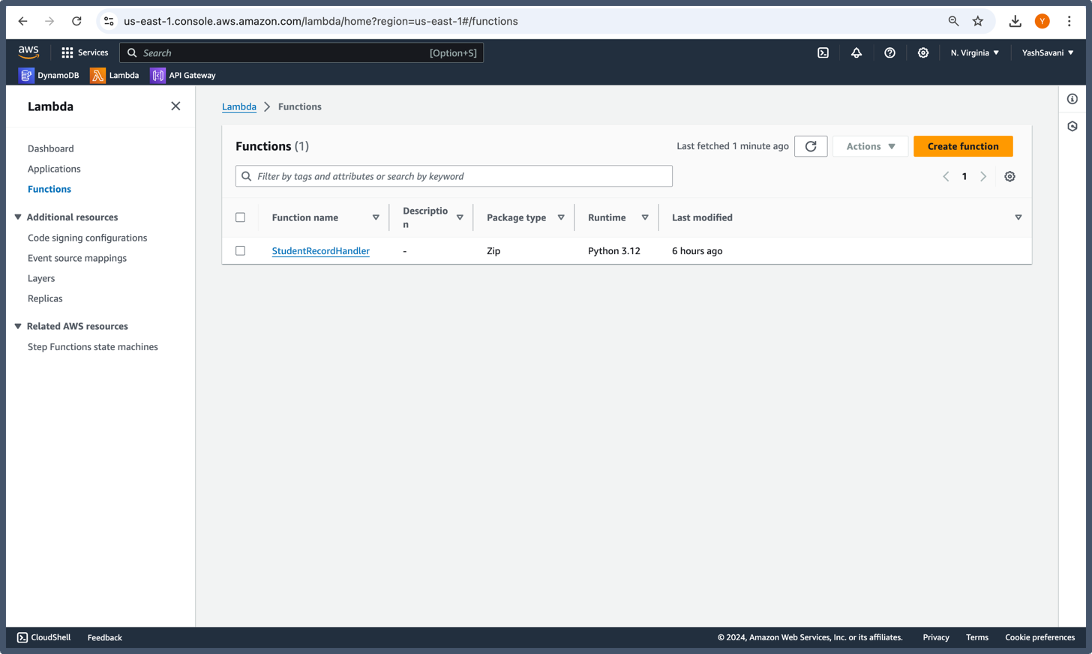 us-east-1.console.aws.amazon.com/lambda/home?region=us-east-1#/functions
Y
aws
Services
Search
[Option+S]
N. Virginia
YashSavani
DynamoDB
Lambda
API Gateway
Lambda
Dashboard
Applications
Functions
Additional resources
Code signing configurations
Event source mappings
Layers
Replicas
Related AWS resources
Step Functions state machines
Lambda
Functions
Functions (1)
Last fetched 1 minute ago
Actions
Create function
Filter by tags and attributes or search by keyword
1
Function name
Descriptio
n
Package type
Runtime
Last modified
StudentRecordHandler
-
Zip
Python 3.12
6 hours ago
CloudShell
Feedback
© 2024, Amazon Web Services, Inc. or its affiliates.
Privacy
Terms
Cookie preferences